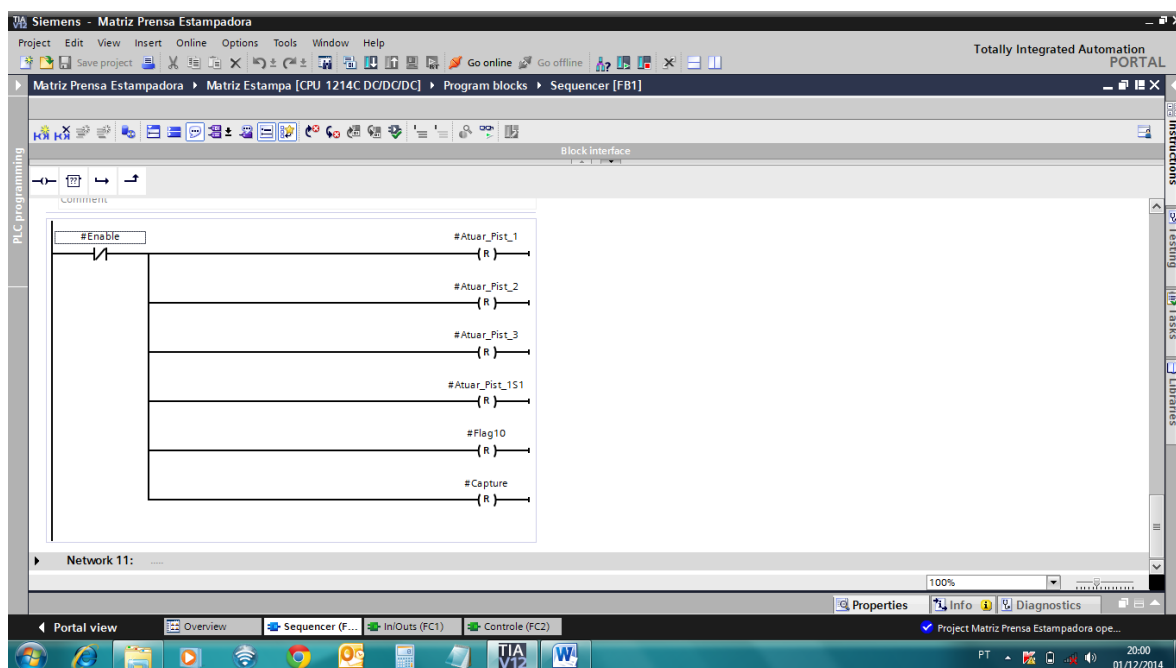 Siemens - Matriz Prensa Estampadora
Project Edit View Insert Online Options Tools Window Help
Totally Integrated Automation
PORTAL
Save project Go online Go offline
Matriz Prensa Estampadora Matriz Estampa [CPU 1214C DC/DC/DC] Program blocks Sequencer [FB1]
Block interface
Comment
#Enable
#Atuar_Pist_1
R
#Atuar_Pist_2
R
#Atuar_Pist_3
R
#Atuar_Pist_1S1
R
#Flag10
R
#Capture
R
Network 11: .....
100%
Properties Info Diagnostics
Portal view Overview Sequencer (F... In/Outs (FC1) Controle (FC2)
Project Matriz Prensa Estampadora ope...
PLC programming
Instructions
Testing
Tasks
Libraries
TIA
V12
PT 20:00
01/12/2014